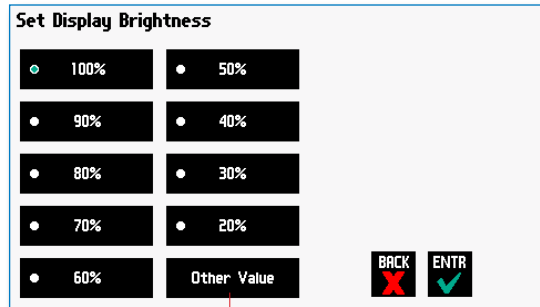 Set Display Brightness
100%
50%
90%
40%
80%
30%
70%
20%
60%
Other Value
BACK
ENTR